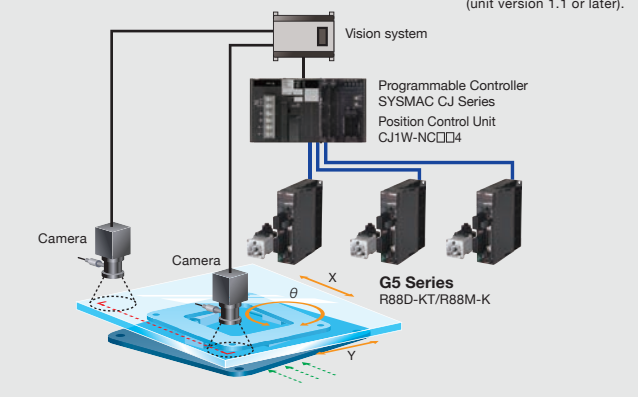 (unit version 1.1 or later).
Vision system
Programmable Controller
SYSMAC CJ Series
Position Control Unit
CJ1W-NC□□4
Camera
Camera
X
θ
G5 Series
R88D-KT/R88M-K
Y